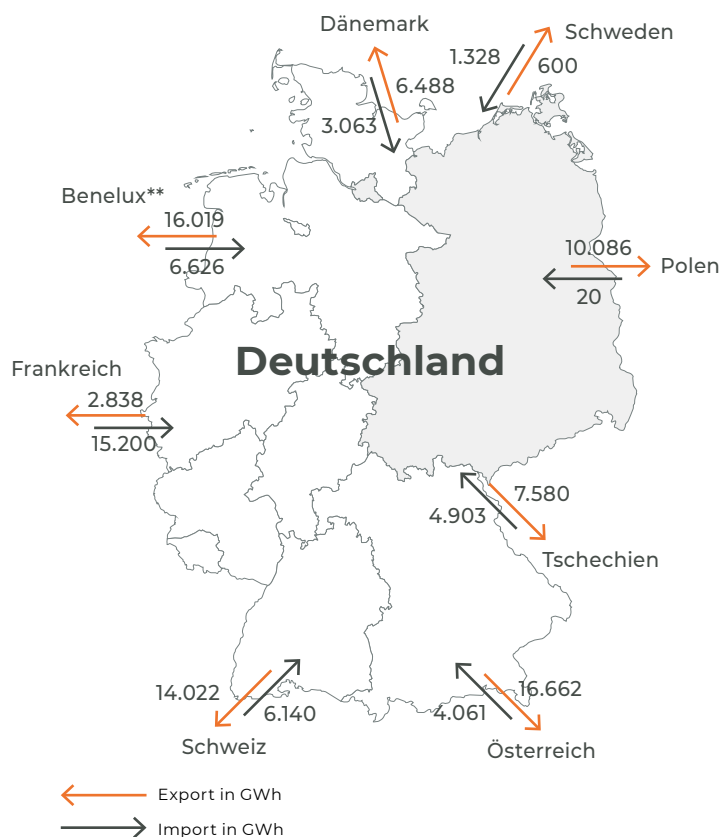 Dänemark
Schweden
1.328
600
6.488
3.063
Benelux**
16.019
6.626
10.086
Polen
20
Deutschland
Frankreich
2.838
15.200
7.580
4.903
Tschechien
14.022
6.140
Schweiz
16.662
4.061
Österreich
Export in GWh
Import in GWh